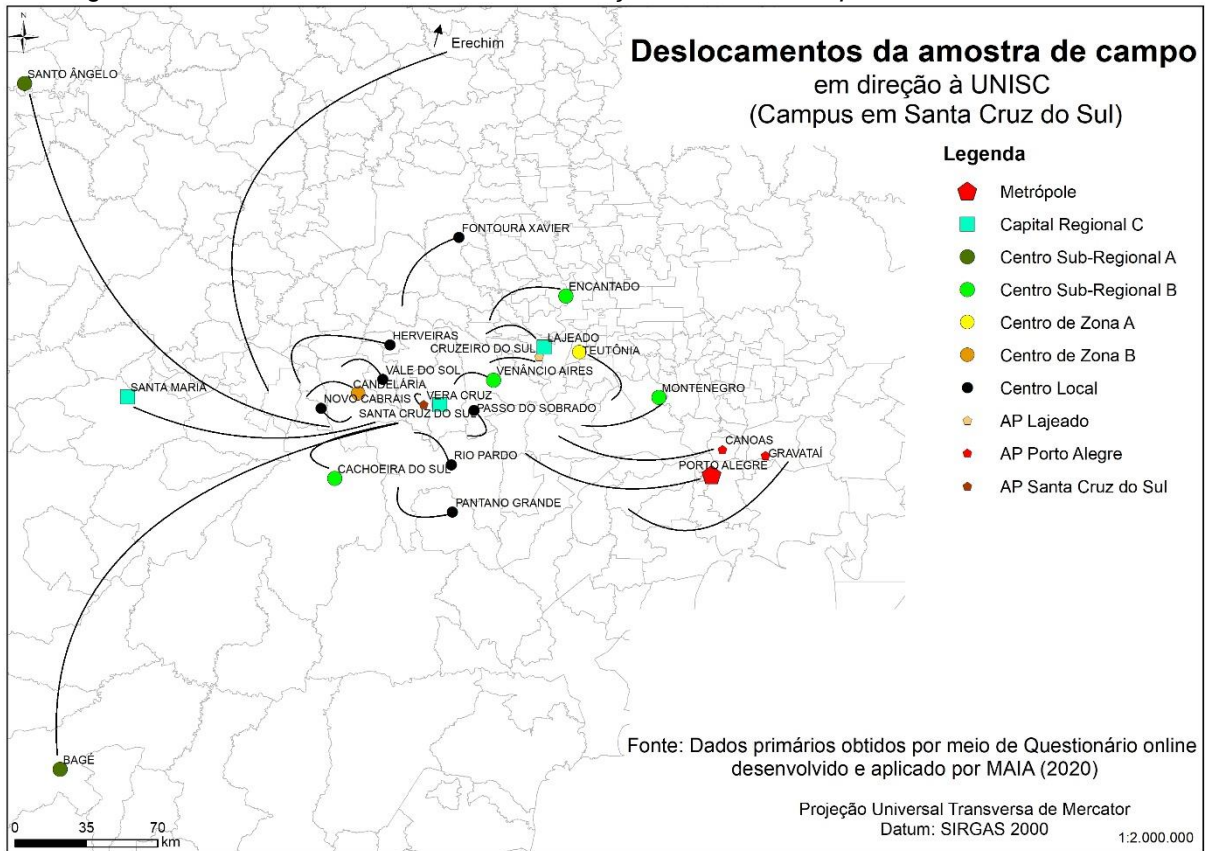 N
Erechim
Deslocamentos da amostra de campo
em direção à UNISC
(Campus em Santa Cruz do Sul)
Legenda
Metrópole
Capital Regional C
Centro Sub-Regional A
Centro Sub-Regional B
Centro de Zona A
Centro de Zona B
Centro Local
AP Lajeado
AP Porto Alegre
AP Santa Cruz do Sul
SANTO ÂNGELO
FONTOURA XAVIER
ENCANTADO
HERVEIRAS
LAJEADO
CRUZEIRO DO SUL
TEUTÔNIA
VALE DO SOL
VENÂNCIO AIRES
SANTA MARIA
CANDELÁRIA
MONTENEGRO
NOVO CABRAIS
VERA CRUZ
SANTA CRUZ DO SUL
PASSO DO SOBRADO
CANOAS
GRAVATAÍ
RIO PARDO
PORTO ALEGRE
CACHOEIRA DO SUL
PANTANO GRANDE
BAGÉ
Fonte: Dados primários obtidos por meio de Questionário online
desenvolvido e aplicado por MAIA (2020)
Projeção Universal Transversa de Mercator
Datum: SIRGAS 2000
1:2.000.000
0 35 70
km